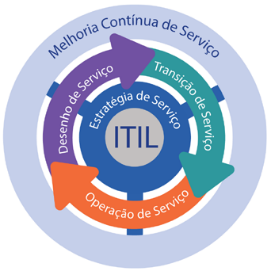 Melhoria Contínua de Serviço
Desenho de Serviço
Transição de Serviço
Estratégia de Serviço
ITIL
Operação de Serviço